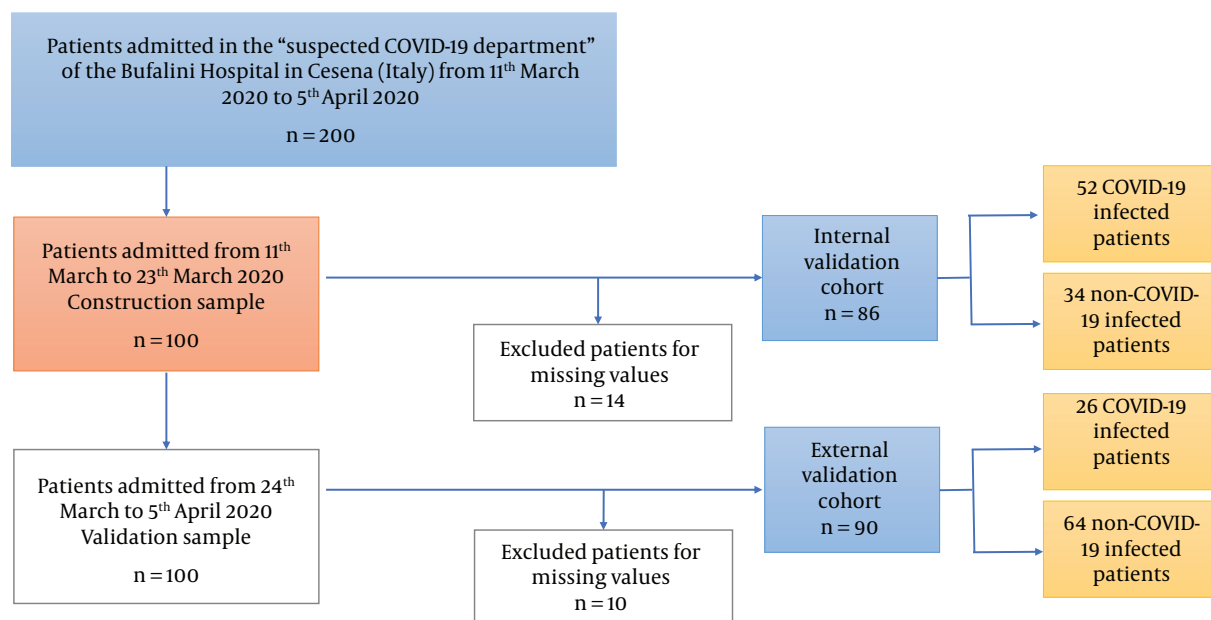 Patients admitted in the “suspected COVID-19 department”
of the Bufalini Hospital in Cesena (Italy) from 11th March
2020 to 5th April 2020
n = 200
Patients admitted from 11th
March to 23th March 2020
Construction sample
n = 100
Excluded patients for
missing values
n = 14
Internal
validation
cohort
n = 86
52 COVID-19
infected
patients
34 non-COVID-
19 infected
patients
Patients admitted from 24th
March to 5th April 2020
Validation sample
n = 100
Excluded patients for
missing values
n = 10
External
validation
cohort
n = 90
26 COVID-19
infected
patients
64 non-COVID-
19 infected
patients